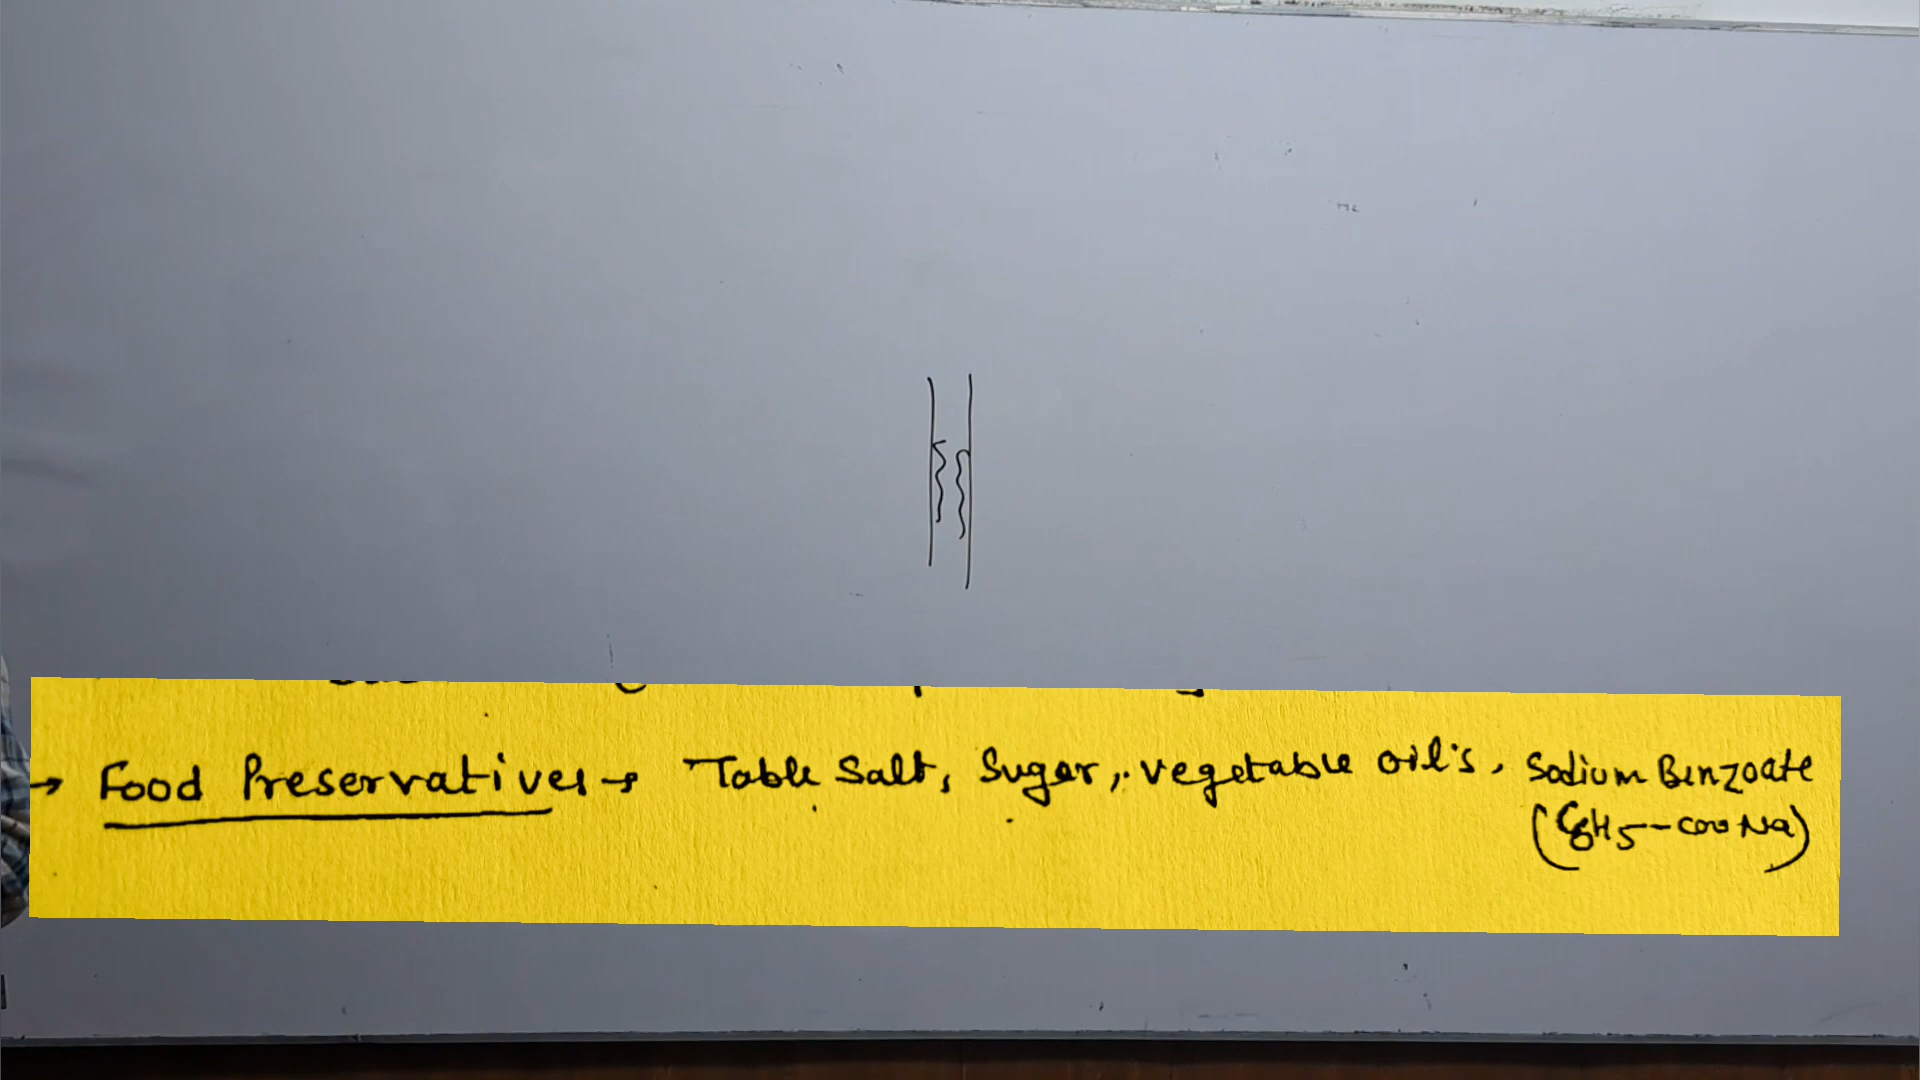 → Food Preservatives → Table Salt, Sugar, vegetable oil's, Sodium Benzoate
(C6H5-COONa)